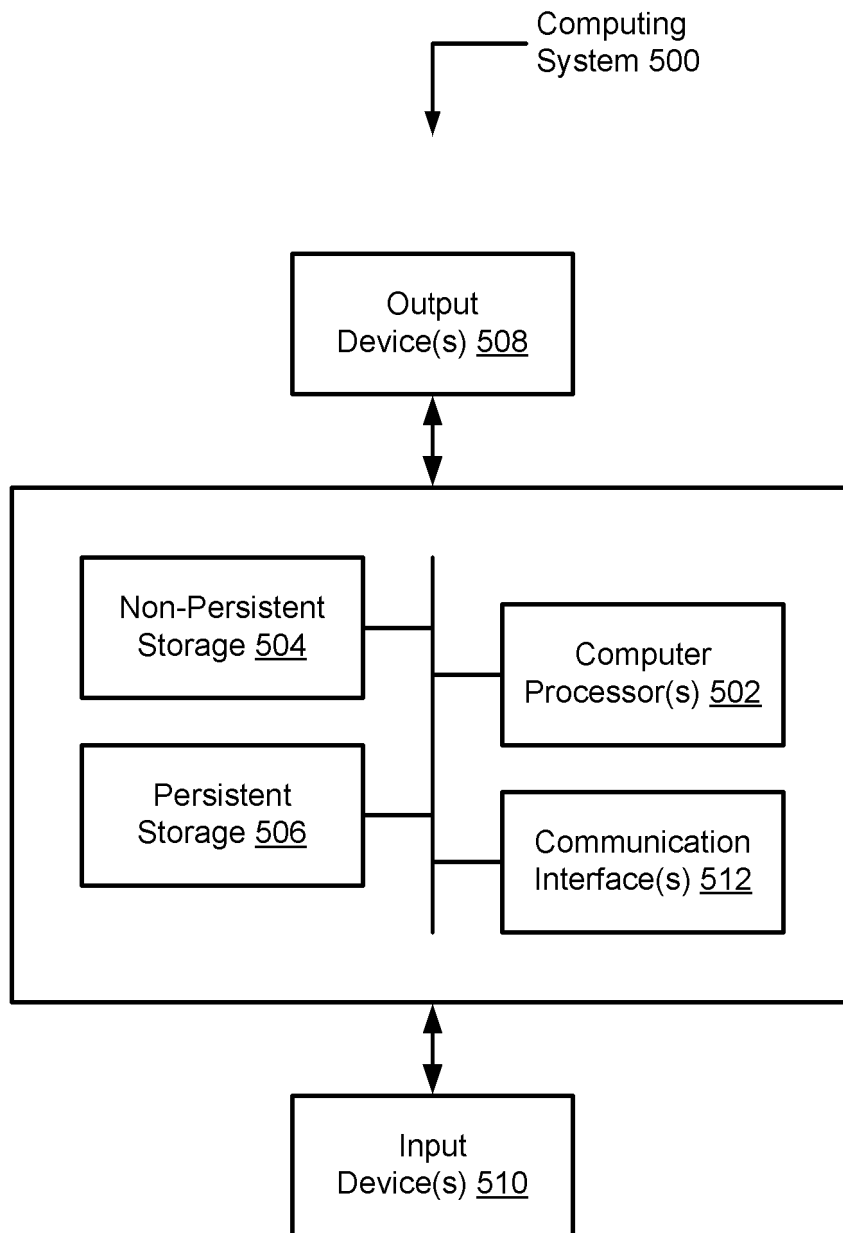 Computing
System 500
Output
Device(s) 508
Non-Persistent
Storage 504
Computer
Processor(s) 502
Persistent
Storage 506
Communication
Interface(s) 512
Input
Device(s) 510